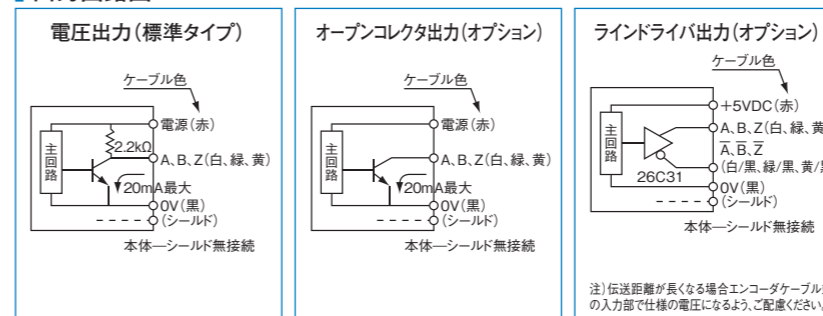 電圧出力(標準タイプ)
ケーブル色
電源(赤)
2.2kΩ
主回路
A、B、Z(白、緑、黄)
20mA最大
0V(黒)
(シールド)
本体―シールド無接続
オープンコレクタ出力(オプション)
ケーブル色
電源(赤)
主回路
A、B、Z(白、緑、黄)
20mA最大
0V(黒)
(シールド)
本体―シールド無接続
ラインドライバ出力(オプション)
ケーブル色
+5VDC(赤)
主回路
A、B、Z(白、緑、黄
A、B、Z
(白/黒、緑/黒、黄/
26C31
0V(黒)
(シールド)
本体―シールド無接続
注)伝送距離が長くなる場合エンコーダケーブル
の入力部で仕様の電圧になるよう、ご配慮ください